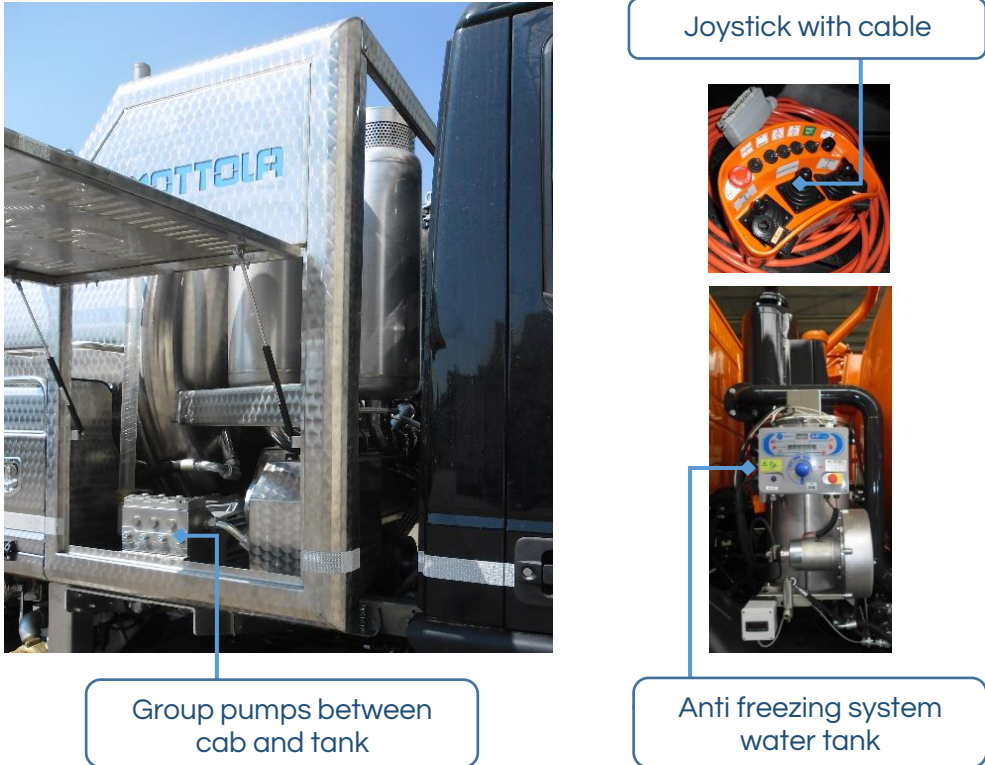 Joystick with cable
MOTTOLA
Group pumps between
cab and tank
Anti freezing system
water tank